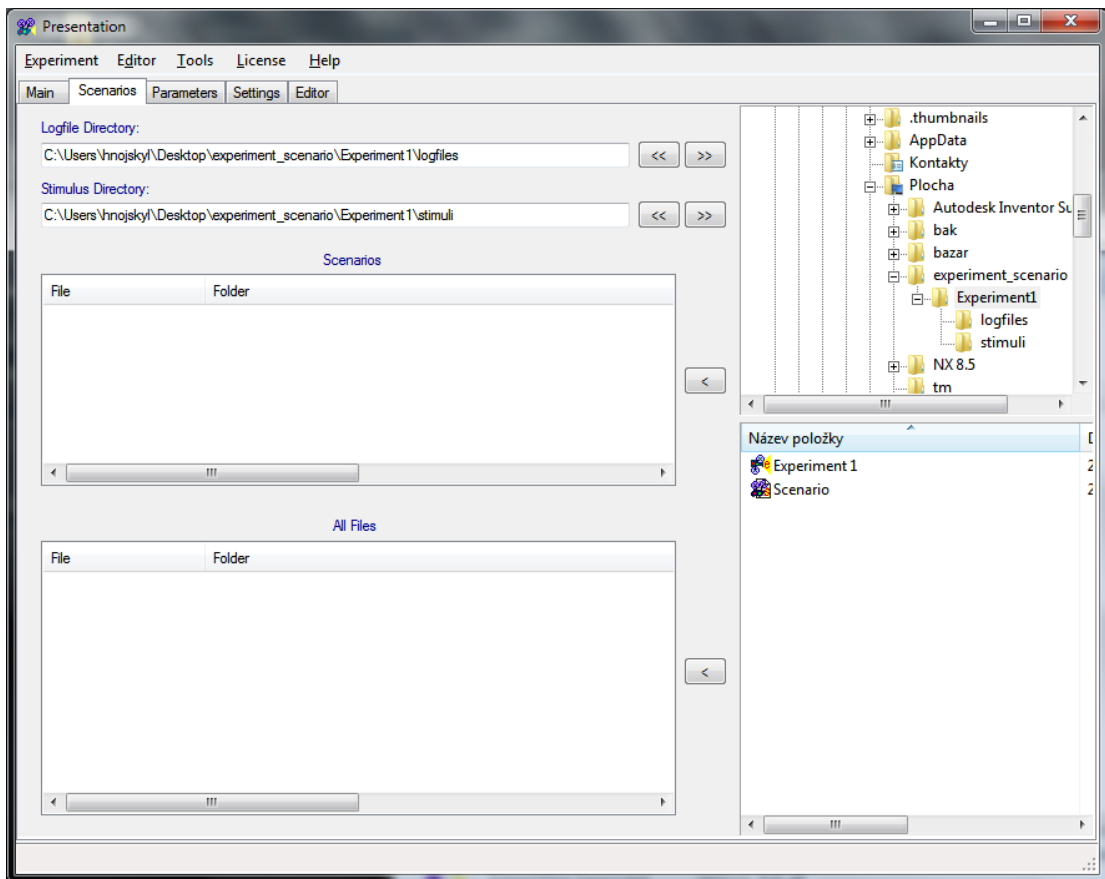 Presentation
Experiment Editor Tools License Help
Main Scenarios Parameters Settings Editor
Logfile Directory:
C:\Users\hnojskyl\Desktop\experiment_scenario\Experiment1\logfiles << >>
Stimulus Directory:
C:\Users\hnojskyl\Desktop\experiment_scenario\Experiment1\stimuli << >>
Scenarios
File Folder
<
All Files
File Folder
<
.thumbnails
AppData
Kontakty
Plocha
Autodesk Inventor Su
bak
bazar
experiment_scenario
Experiment1
logfiles
stimuli
NX 8.5
tm
Název položky
Experiment 1 2
Scenario 2